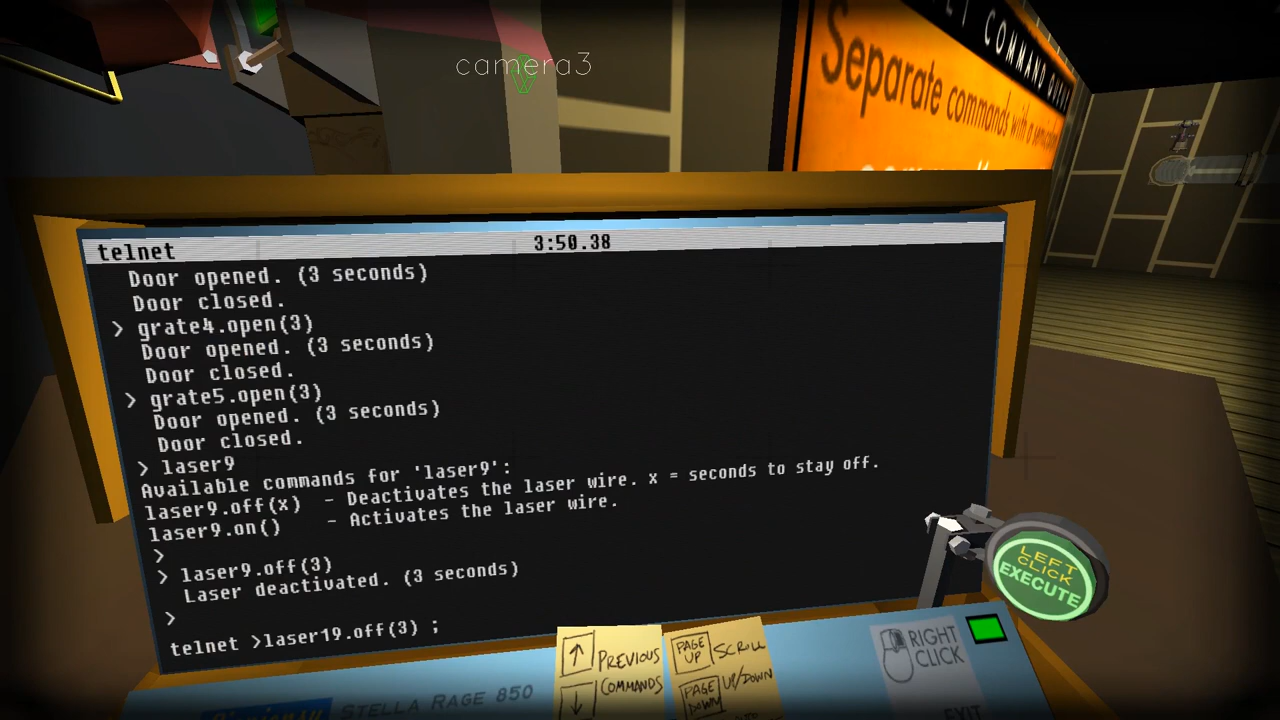 camera3
COMMAND
Separate commands with a
telnet 3:50.38
Door opened. (3 seconds)
Door closed.
> grate4.open(3)
Door opened. (3 seconds)
Door closed.
> grate5.open(3)
Door opened. (3 seconds)
Door closed.
> laser9
Available commands for 'laser9':
laser9.off(x) - Deactivates the laser wire. x = seconds to stay off.
laser9.on() - Activates the laser wire.
>
> laser9.off(3)
Laser deactivated. (3 seconds)
>
telnet >laser19.off(3) ;
LEFT
CLICK
EXECUTE
↑ PREVIOUS
↓ COMMANDS
PAGE
UP SCROLL
PAGE
DOWN UP/DOWN
RIGHT
CLICK
EXIT
STELLA RAGE 850